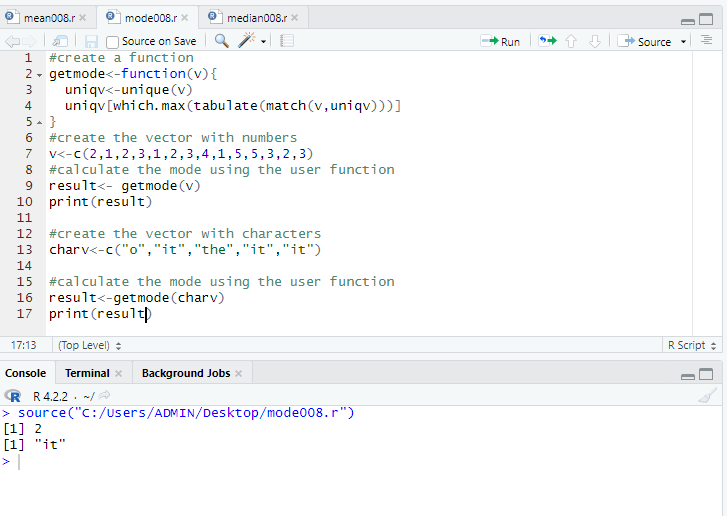 mean008.r mode008.r median008.r
Source on Save Run Source
1 #create a function
2 getmode<-function(v){
3 uniqv<-unique(v)
4 uniqv[which.max(tabulate(match(v,uniqv)))]
5 }
6 #create the vector with numbers
7 v<-c(2,1,2,3,1,2,3,4,1,5,5,3,2,3)
8 #calculate the mode using the user function
9 result<- getmode(v)
10 print(result)
11
12 #create the vector with characters
13 charv<-c("o","it","the","it","it")
14
15 #calculate the mode using the user function
16 result<-getmode(charv)
17 print(result)
17:13 (Top Level) R Script
Console Terminal Background Jobs
R R 4.2.2 · ~/
> source("C:/Users/ADMIN/Desktop/mode008.r")
[1] 2
[1] "it"
>